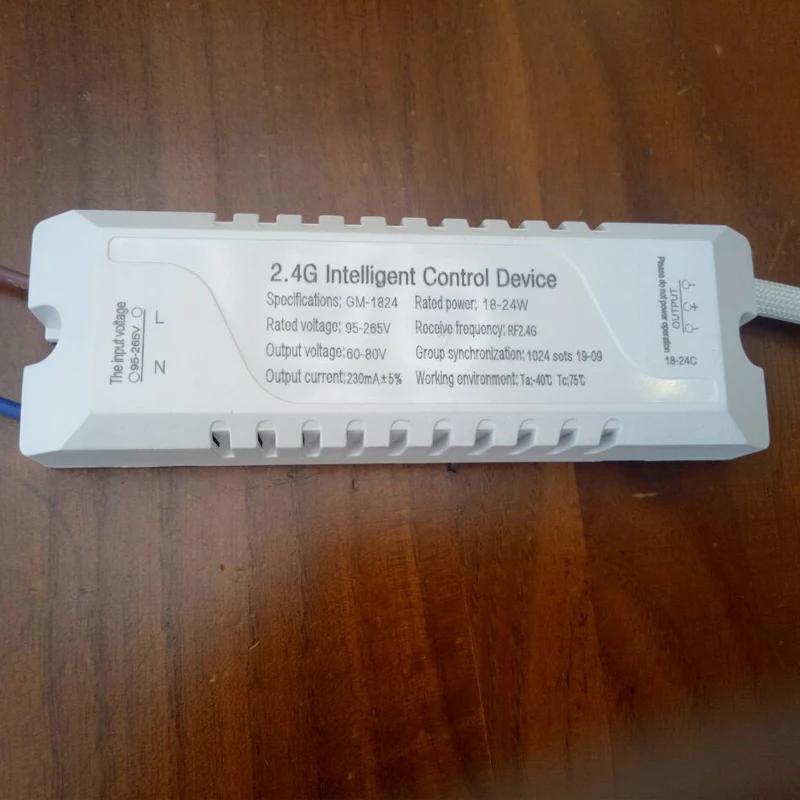 2.4G Intelligent Control Device
Specifications: GM-1824 Rated power: 18-24W
Rated voltage: 95-265V Receive frequency: RF2.4G
Output voltage: 60-80V Group synchronization: 1024 sets 19-09
Output current: 230mA±5% Working environment: Ta:-40℃ Tc:75℃
The input voltage
95-265V
L
N
Please do not power operation
OUTPUT
- + -
18-24C